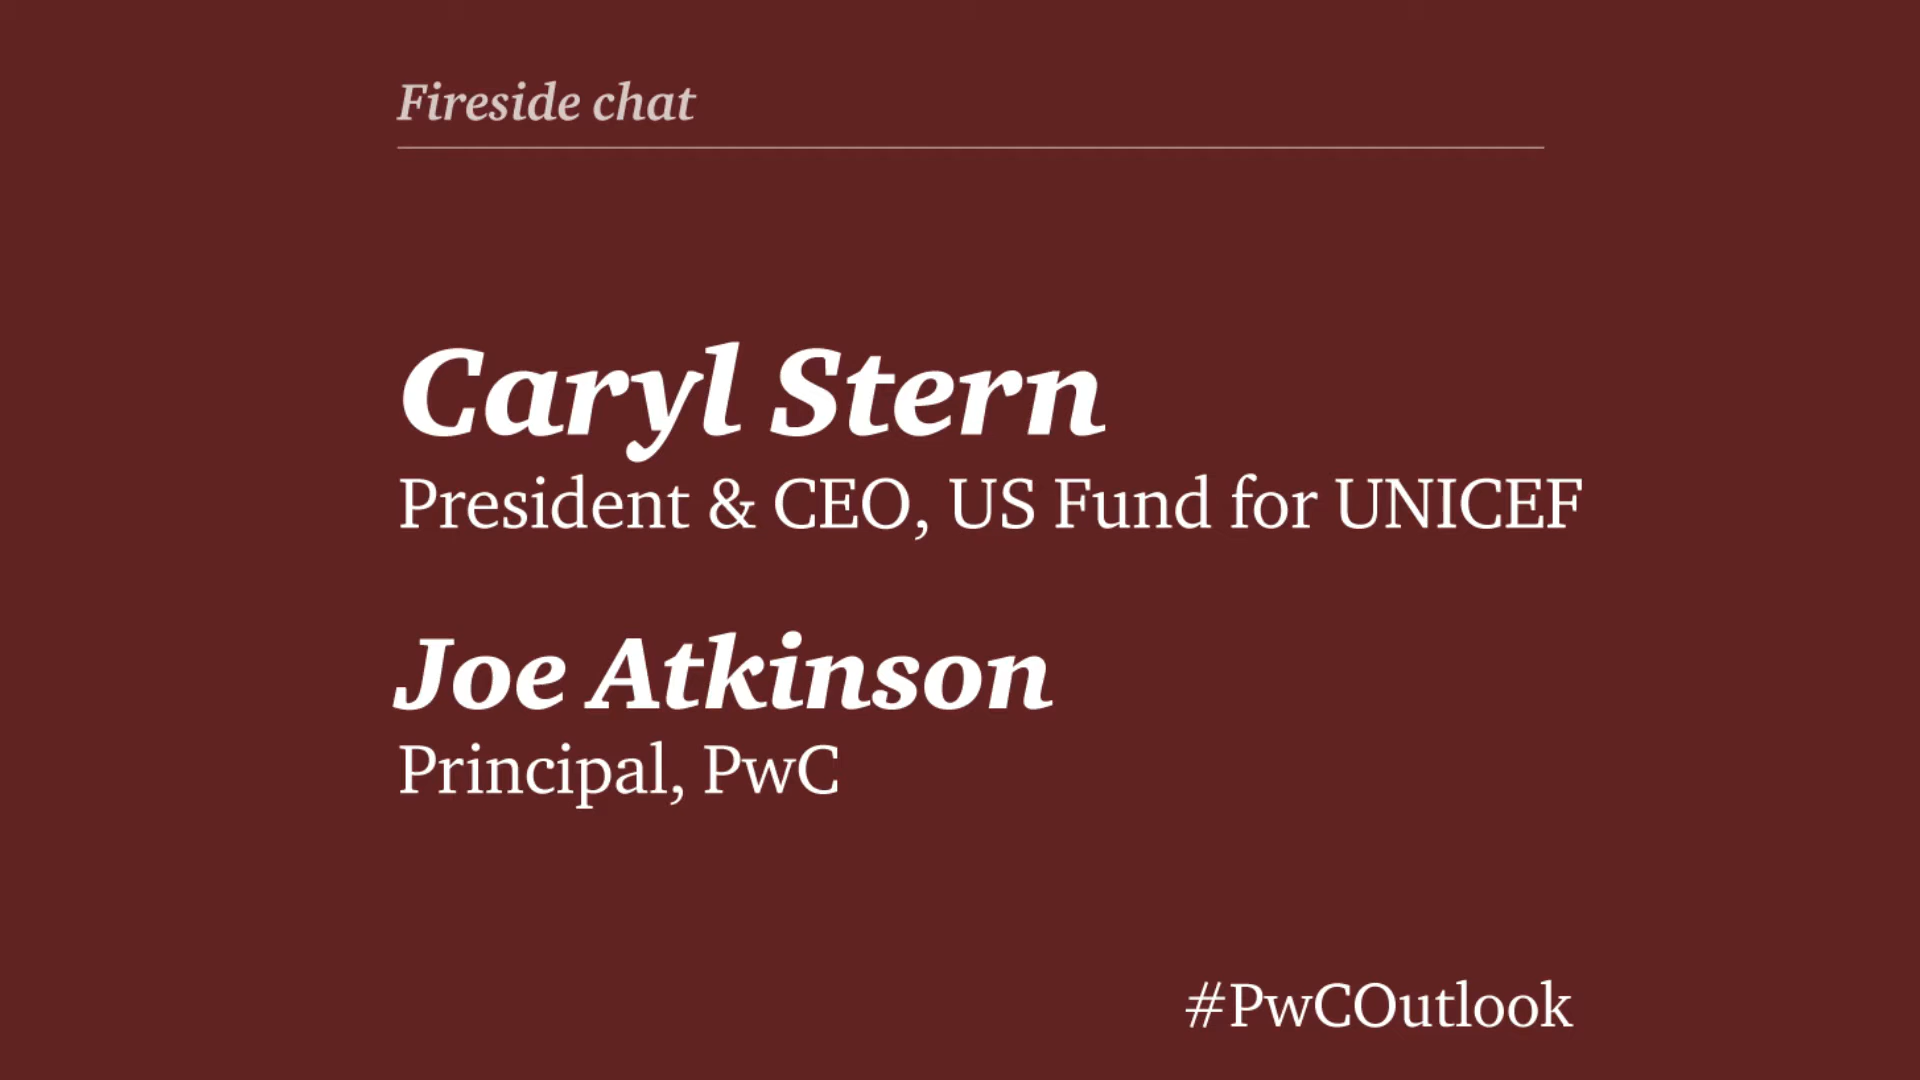 Fireside chat
Caryl Stern
President & CEO, US Fund for UNICEF
Joe Atkinson
Principal, PwC
#PwCOutlook